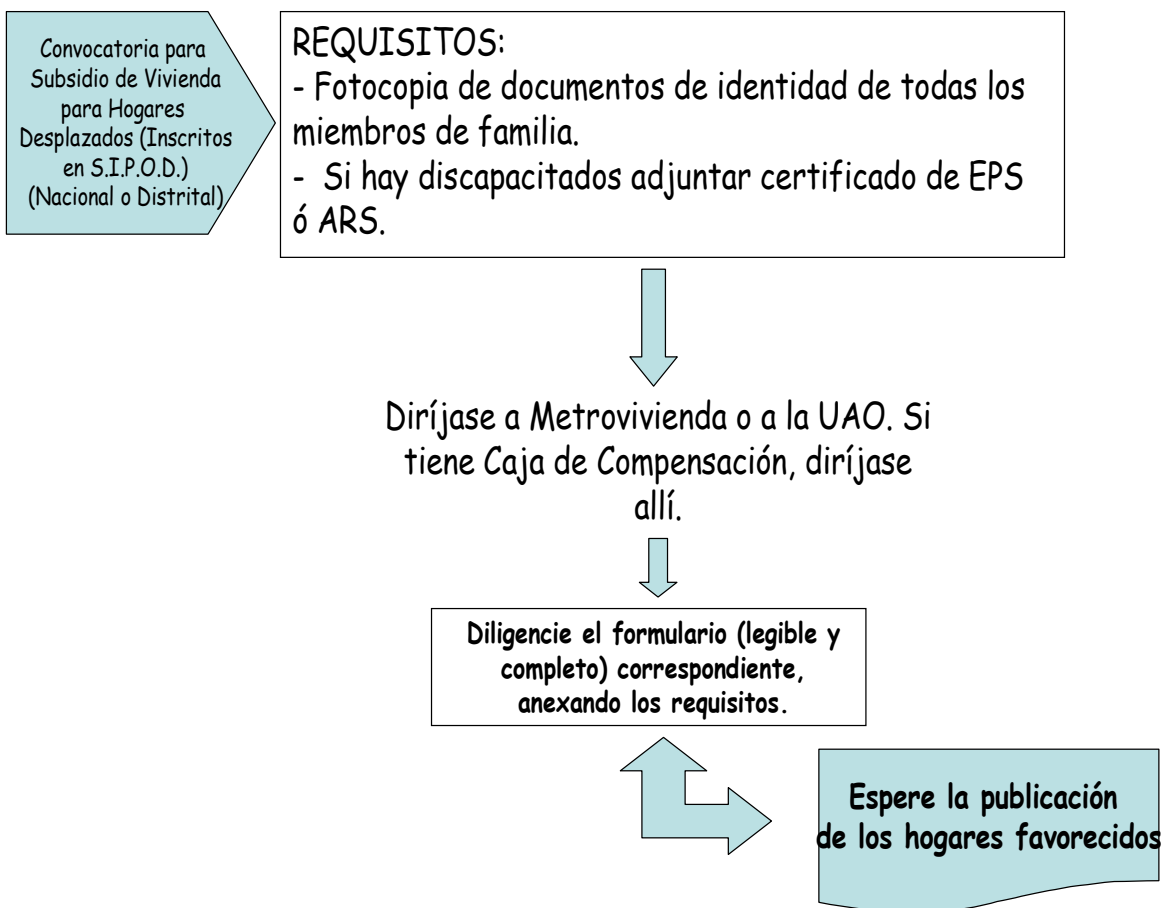 Convocatoria para
Subsidio de Vivienda
para Hogares
Desplazados (Inscritos
en S.I.P.O.D.)
(Nacional o Distrital)
REQUISITOS:
- Fotocopia de documentos de identidad de todas los
miembros de familia.
- Si hay discapacitados adjuntar certificado de EPS
ó ARS.
Diríjase a Metrovivienda o a la UAO. Si
tiene Caja de Compensación, diríjase
allí.
Diligencie el formulario (legible y
completo) correspondiente,
anexando los requisitos.
Espere la publicación
de los hogares favorecidos